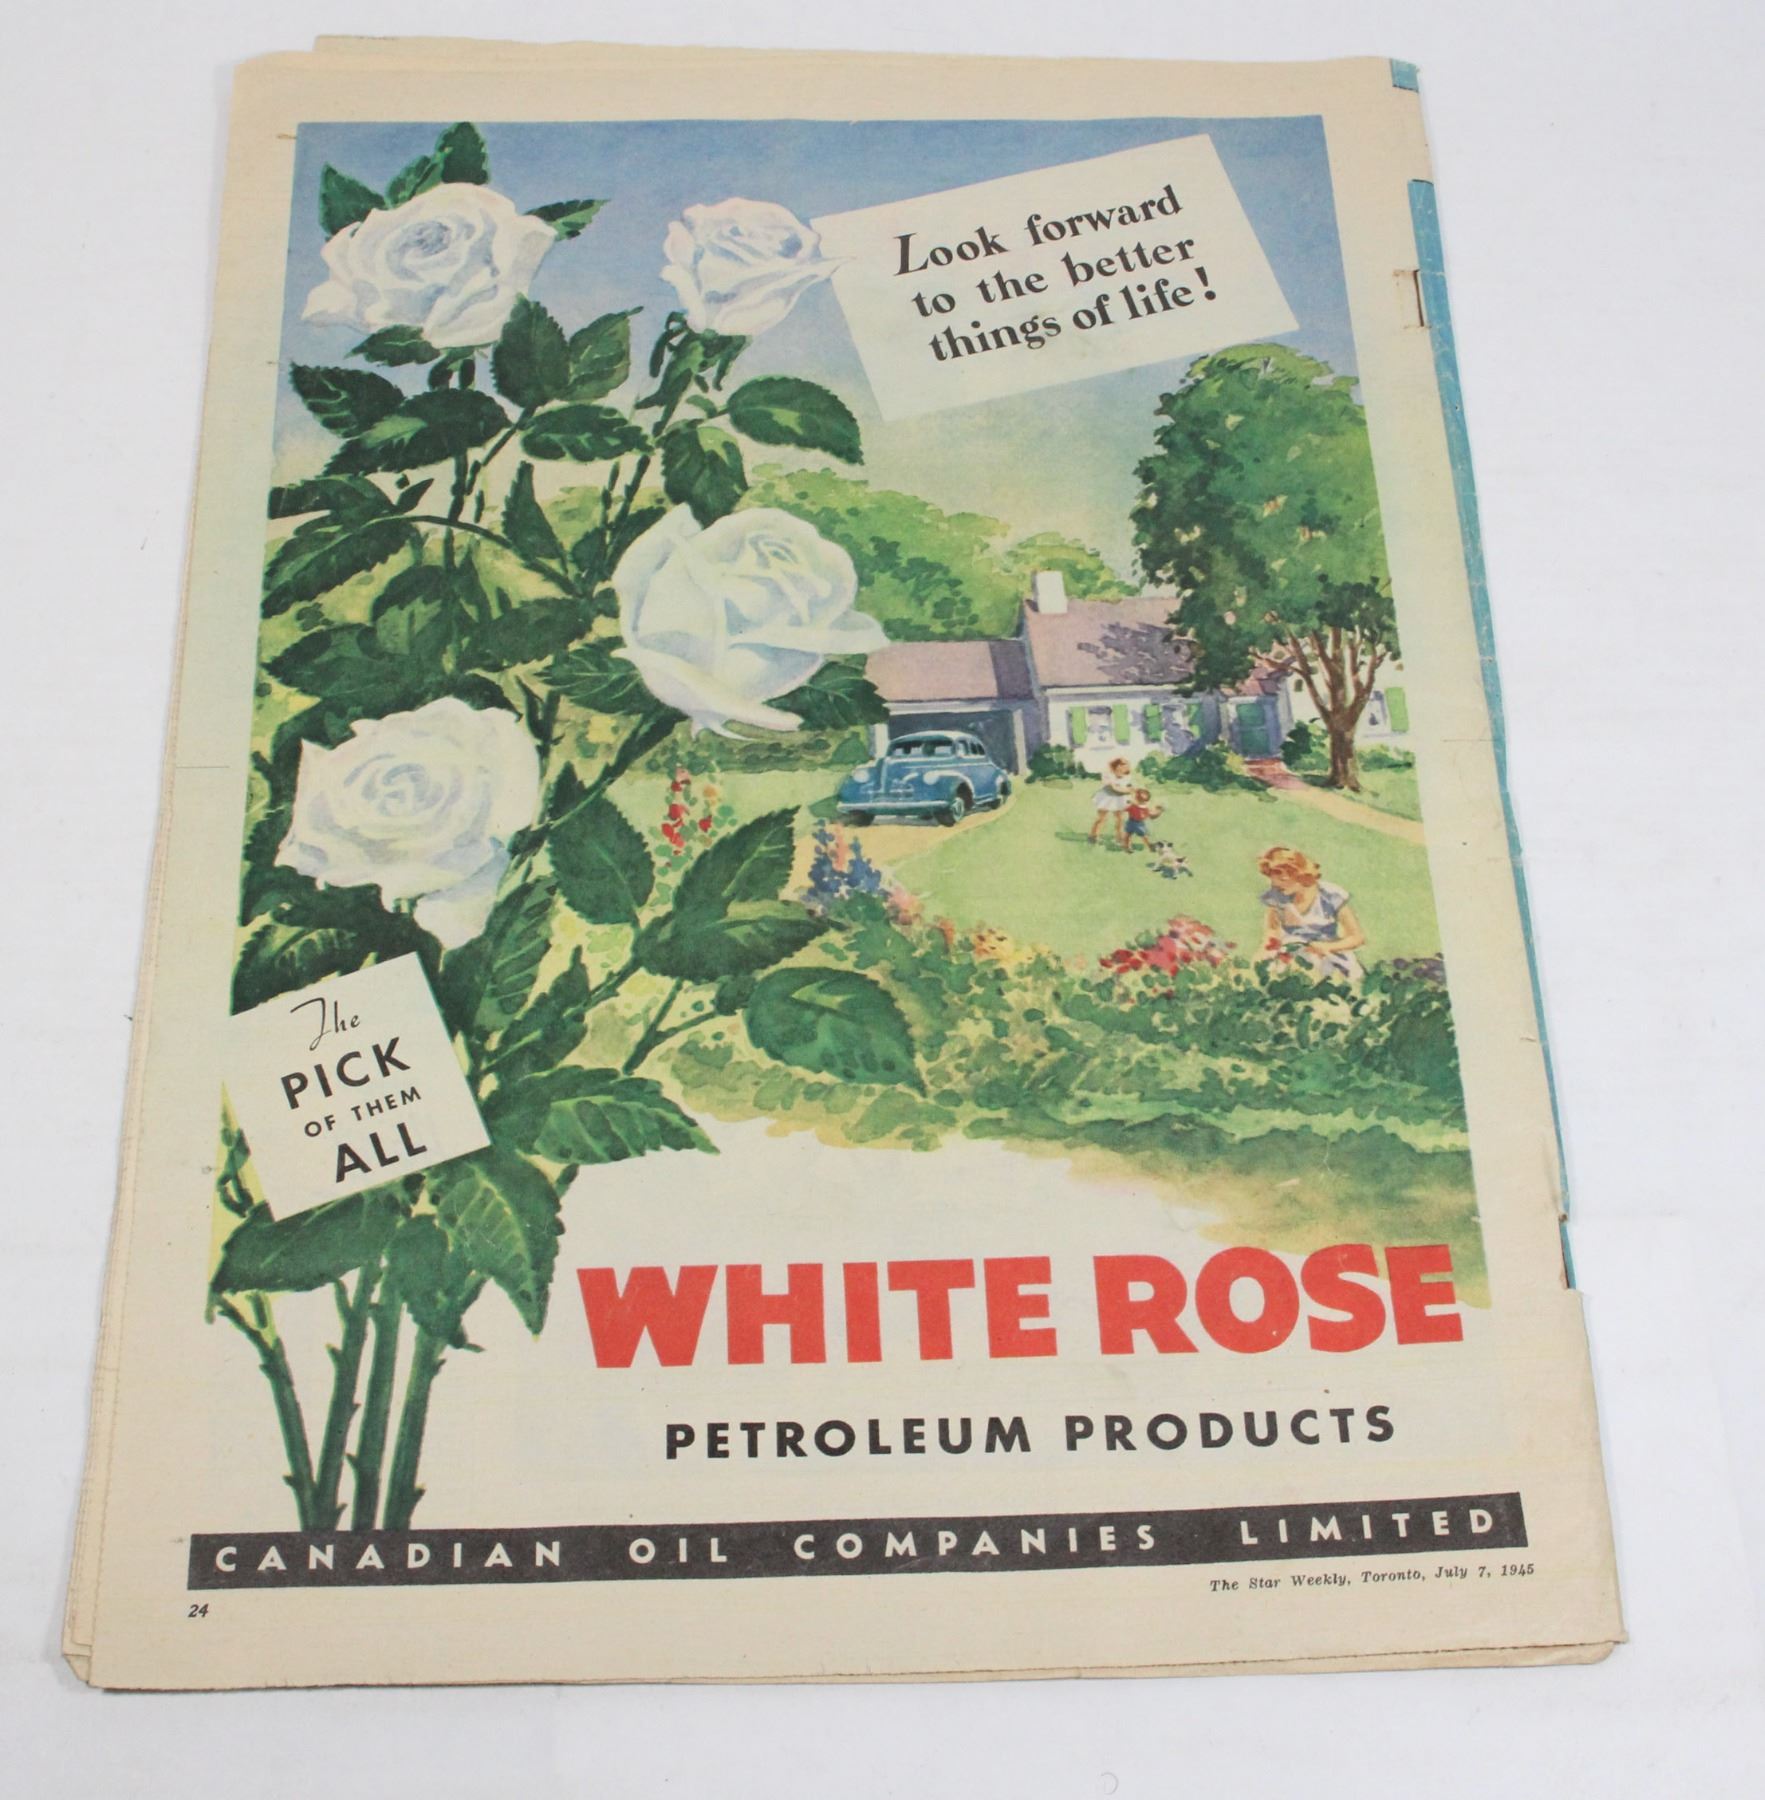 Look forward
to the better
things of life!
The
PICK
OF THEM
ALL
WHITE ROSE
PETROLEUM PRODUCTS
CANADIAN OIL COMPANIES LIMITED
The Star Weekly, Toronto, July 7, 1945
24